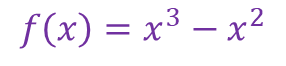 f(x) = x³ − x²